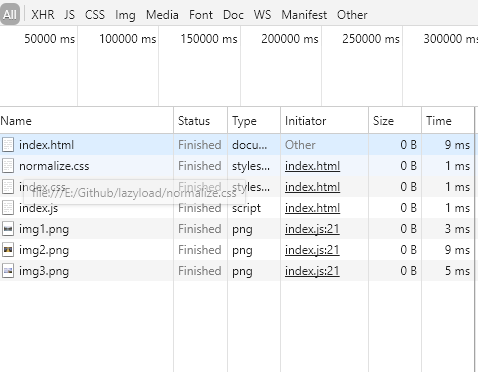 All XHR JS CSS Img Media Font Doc WS Manifest Other
50000 ms 100000 ms 150000 ms 200000 ms 250000 ms 300000 ms
Name Status Type Initiator Size Time
index.html Finished docu... Other 0 B 9 ms
normalize.css Finished styles... index.html 0 B 1 ms
index.css Finished styles... index.html 0 B 1 ms
file:///E:/Github/lazyload/normalize.css
index.js Finished script index.html 0 B 1 ms
img1.png Finished png index.js:21 0 B 3 ms
img2.png Finished png index.js:21 0 B 9 ms
img3.png Finished png index.js:21 0 B 5 ms